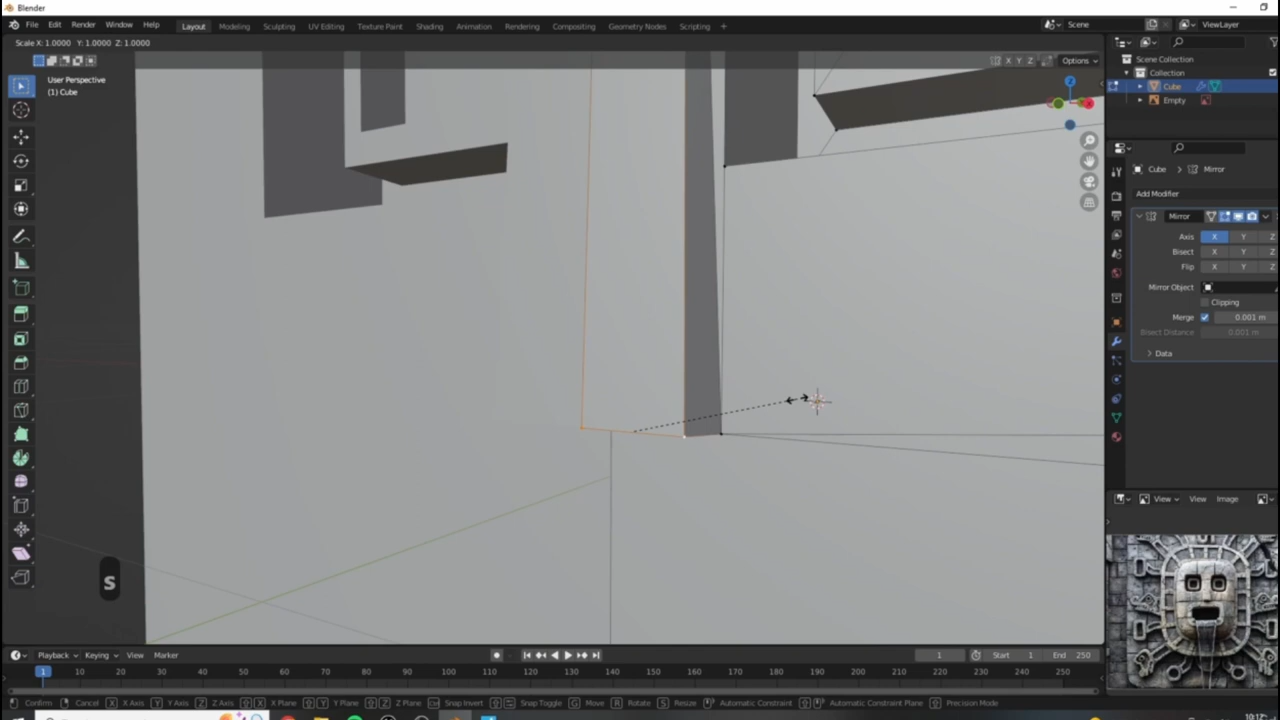 Blender
File Edit Render Window Help Layout Modeling Sculpting UV Editing Texture Paint Shading Animation Rendering Compositing Geometry Nodes Scripting + Scene ViewLayer
Scale X: 1.0000 Y: 1.0000 Z: 1.0000
X Y Z Options
User Perspective
(1) Cube
Scene Collection
Collection
Cube
Empty
Z
Cube > Mirror
Add Modifier
Mirror
Axis X Y Z
Bisect X Y Z
Flip X Y Z
Mirror Object
Clipping
Merge 0.001 m
Bisect Distance 0.001 m
> Data
View View Image
S
Playback Keying View Marker 1 Start 1 End 250
1 10 20 30 40 50 60 70 80 90 100 110 120 130 140 150 160 170 180 190 200 210 220 230 240 250
Confirm Cancel X X Axis Y Y Axis Z Z Axis X X Plane Y Y Plane Z Z Plane Snap Invert Snap Toggle G Move R Rotate S Resize Automatic Constraint Automatic Constraint Plane Precision Mode